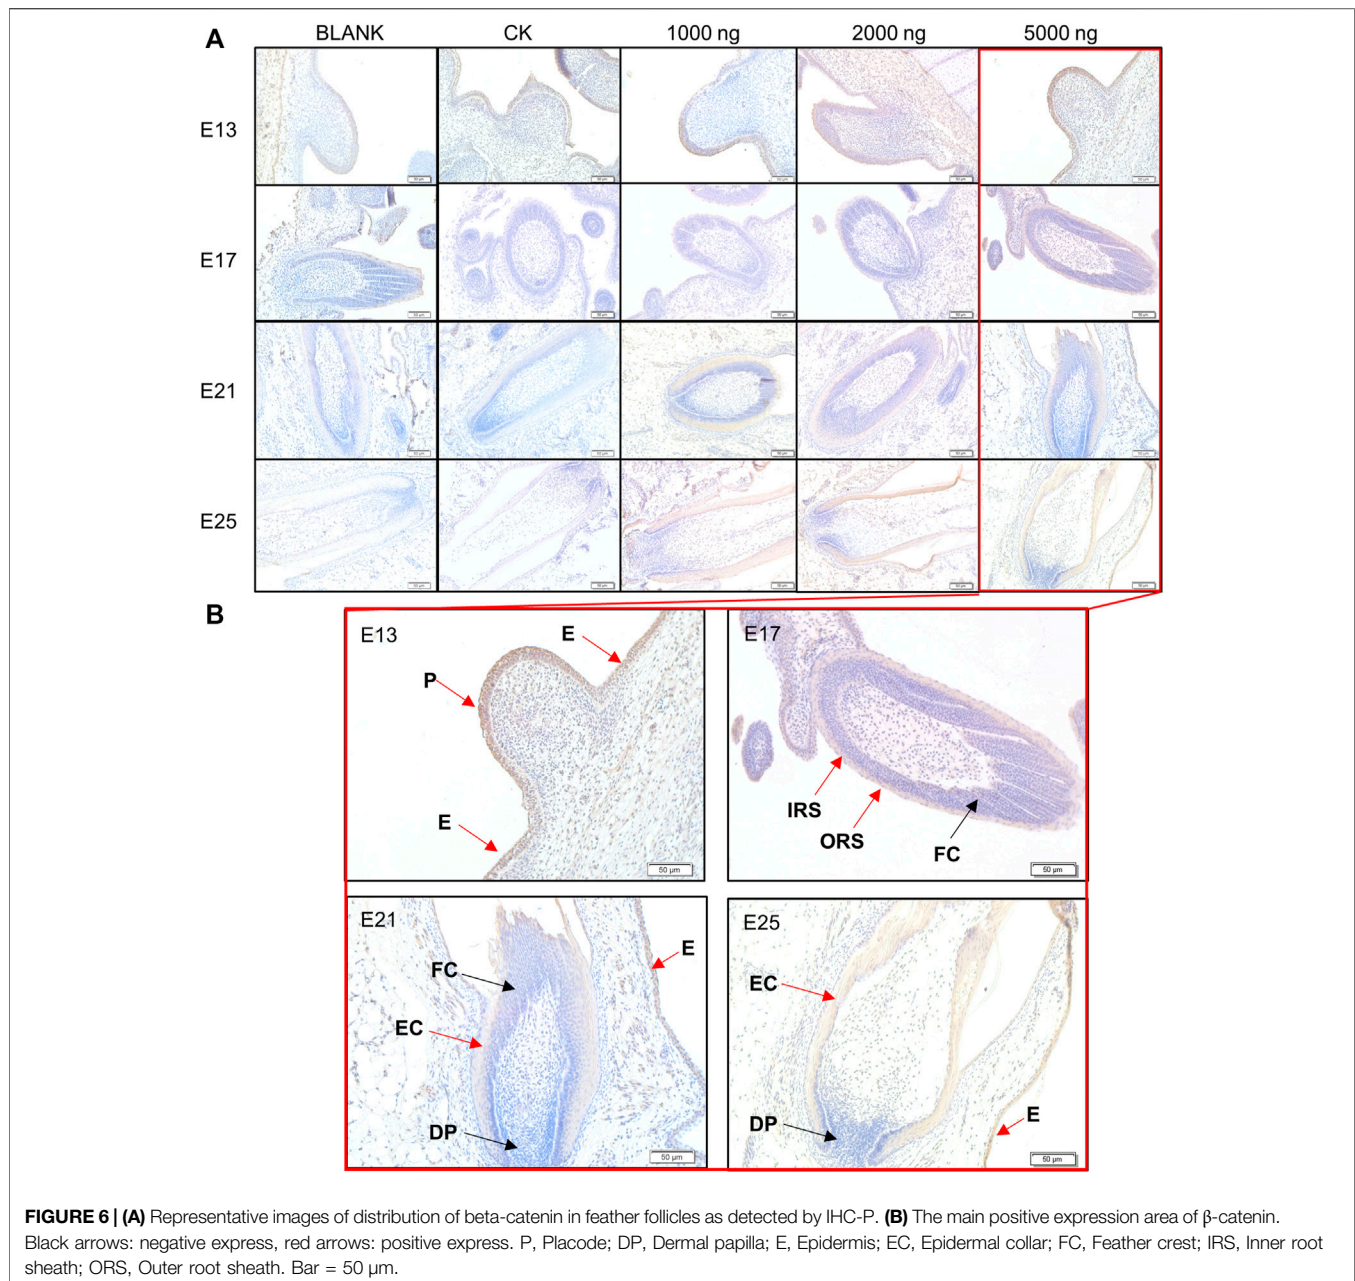 A
BLANK CK 1000 ng 2000 ng 5000 ng
E13
E17
E21
E25
B
E13
E
P
E
50 µm
E17
IRS
ORS
FC
50 µm
E21
FC
E
EC
DP
50 µm
E25
EC
DP
E
50 µm
FIGURE 6 | (A) Representative images of distribution of beta-catenin in feather follicles as detected by IHC-P. (B) The main positive expression area of β-catenin.
Black arrows: negative express, red arrows: positive express. P, Placode; DP, Dermal papilla; E, Epidermis; EC, Epidermal collar; FC, Feather crest; IRS, Inner root
sheath; ORS, Outer root sheath. Bar = 50 µm.